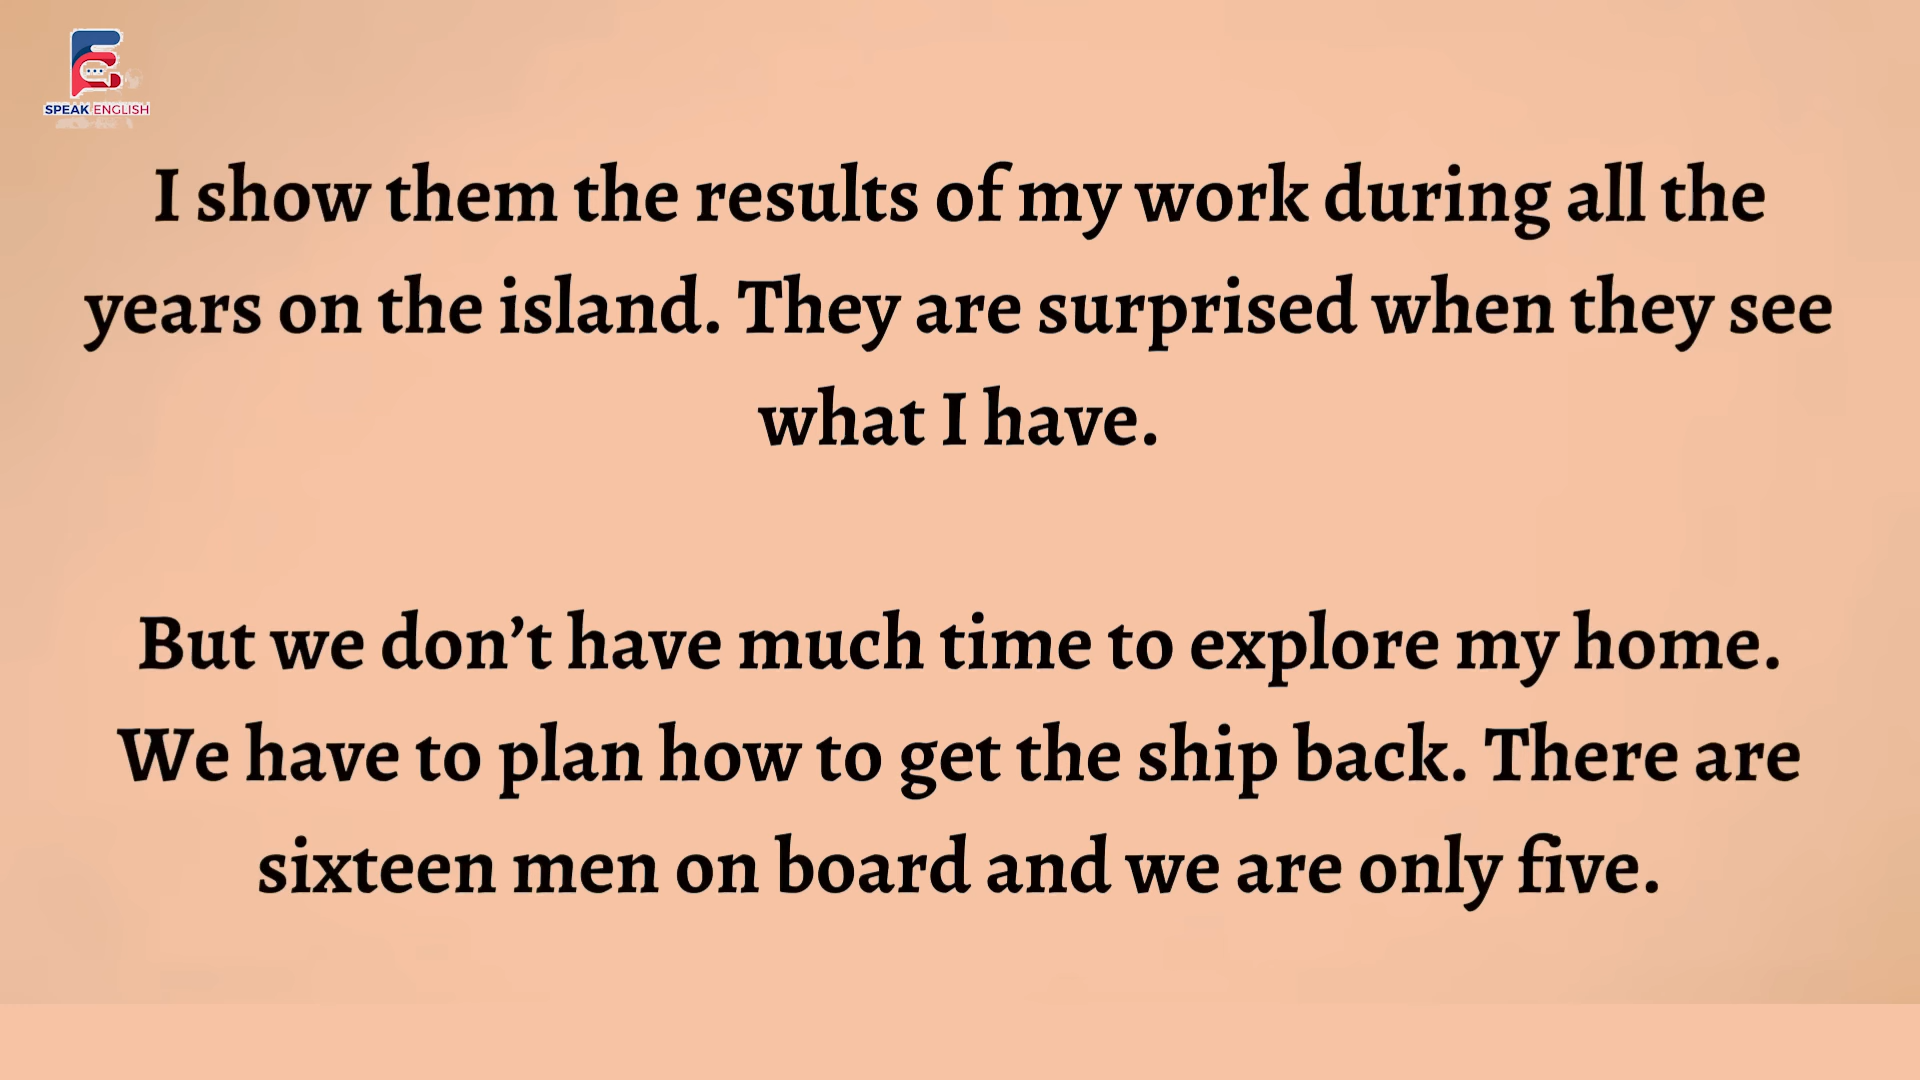 SPEAK ENGLISH
I show them the results of my work during all the
years on the island. They are surprised when they see
what I have.
But we don’t have much time to explore my home.
We have to plan how to get the ship back. There are
sixteen men on board and we are only five.